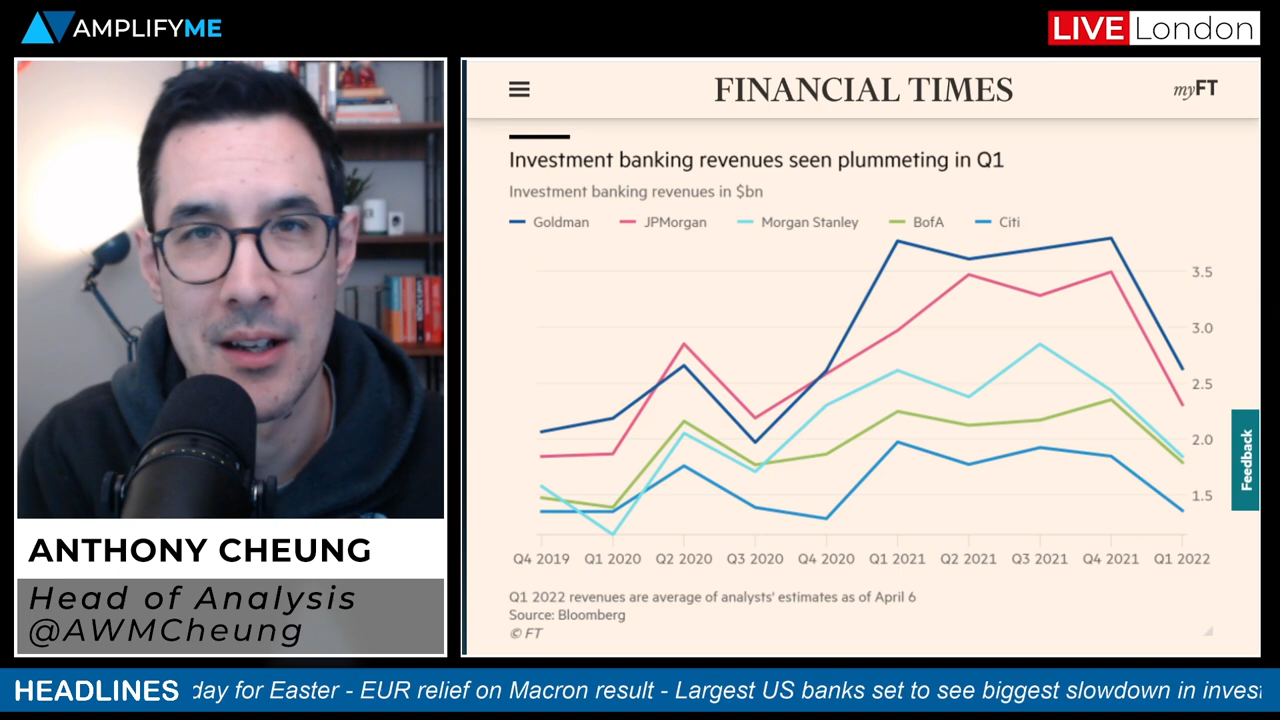 AMPLIFYME
LIVE London
FINANCIAL TIMES
myFT
Investment banking revenues seen plummeting in Q1
Investment banking revenues in $bn
Goldman JPMorgan Morgan Stanley BofA Citi
3.5
3.0
2.5
2.0
1.5
Feedback
Q4 2019 Q1 2020 Q2 2020 Q3 2020 Q4 2020 Q1 2021 Q2 2021 Q3 2021 Q4 2021 Q1 2022
Q1 2022 revenues are average of analysts' estimates as of April 6
Source: Bloomberg
© FT
ANTHONY CHEUNG
Head of Analysis
@AWMCheung
HEADLINES day for Easter - EUR relief on Macron result - Largest US banks set to see biggest slowdown in invest